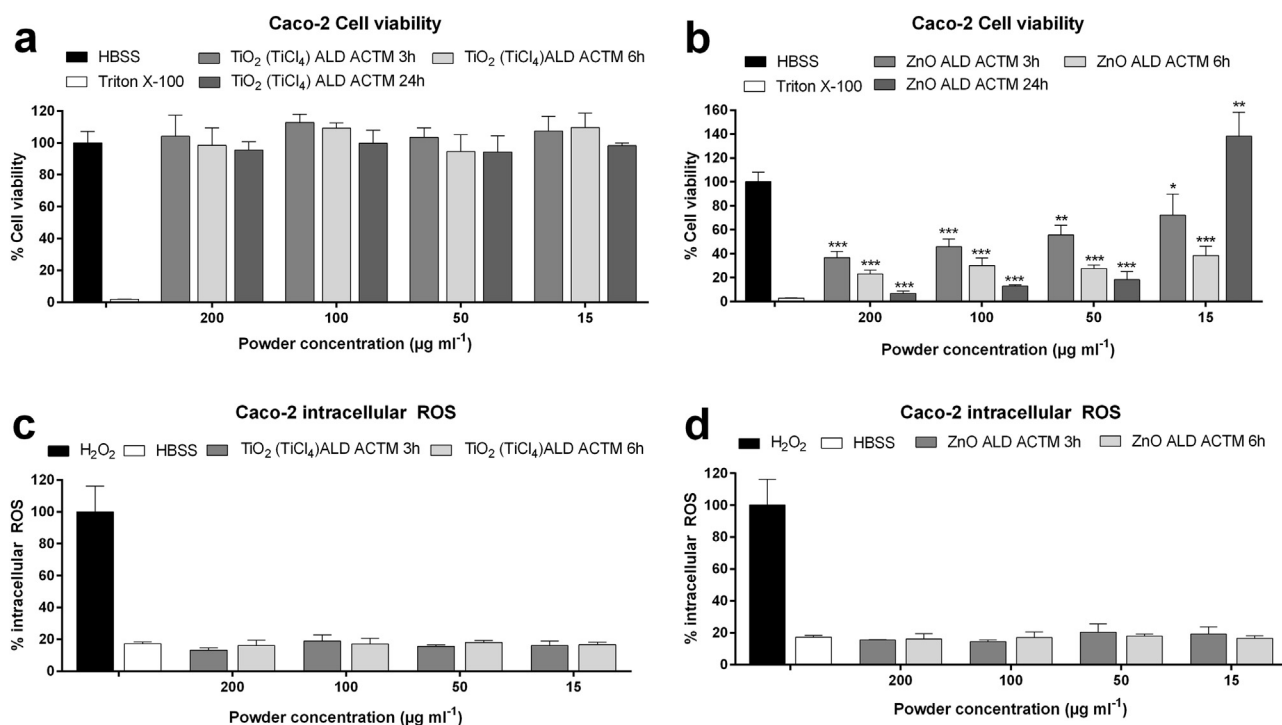 a
Caco-2 Cell viability
HBSS
TiO₂ (TiCl₄) ALD ACTM 3h
TiO₂ (TiCl₄)ALD ACTM 6h
Triton X-100
TiO₂ (TiCl₄) ALD ACTM 24h
% Cell viability
120
100
80
60
40
20
0
200
100
50
15
Powder concentration (µg ml⁻¹)
b
Caco-2 Cell viability
HBSS
ZnO ALD ACTM 3h
ZnO ALD ACTM 6h
Triton X-100
ZnO ALD ACTM 24h
% Cell viability
160
140
120
100
80
60
40
20
0
***
***
***
***
***
***
**
***
***
*
***
**
200
100
50
15
Powder concentration (µg ml⁻¹)
c
Caco-2 intracellular ROS
H₂O₂
HBSS
TiO₂ (TiCl₄)ALD ACTM 3h
TiO₂ (TiCl₄)ALD ACTM 6h
% intracellular ROS
120
100
80
60
40
20
0
200
100
50
15
Powder concentration (µg ml⁻¹)
d
Caco-2 intracellular ROS
H₂O₂
HBSS
ZnO ALD ACTM 3h
ZnO ALD ACTM 6h
% intracellular ROS
120
100
80
60
40
20
0
200
100
50
15
Powder concentration (µg ml⁻¹)